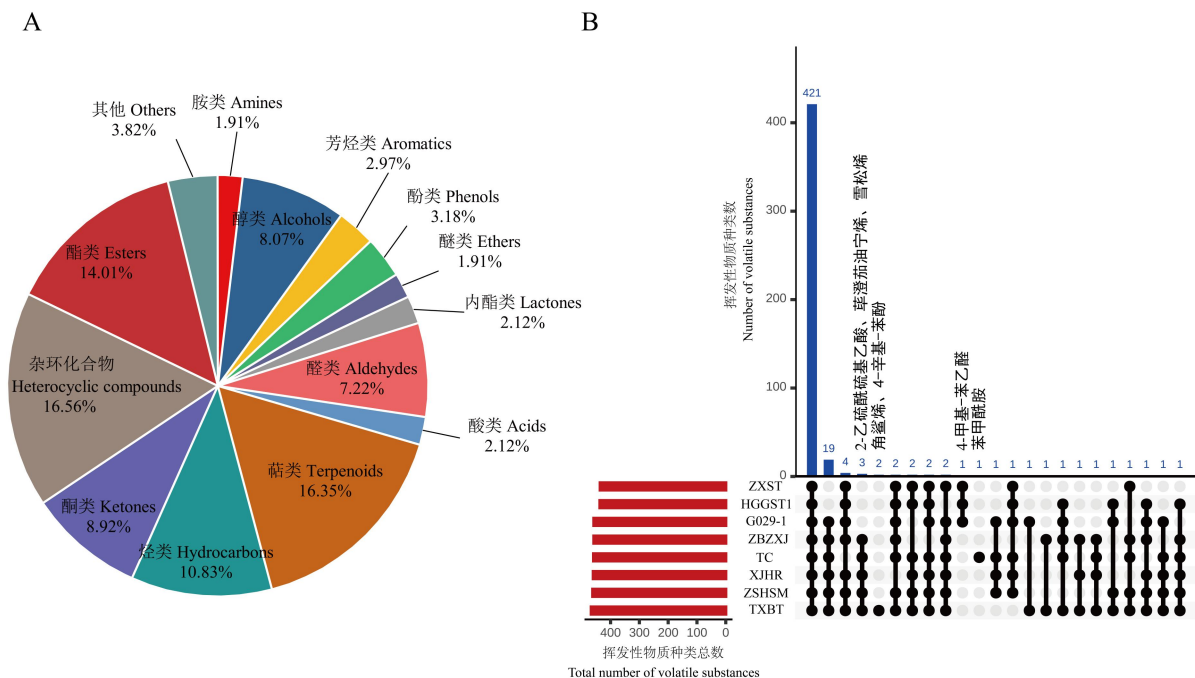 A
其他 Others
3.82%
胺类 Amines
1.91%
芳烃类 Aromatics
2.97%
酚类 Phenols
3.18%
醚类 Ethers
1.91%
内酯类 Lactones
2.12%
醇类 Alcohols
8.07%
酯类 Esters
14.01%
醛类 Aldehydes
7.22%
杂环化合物
Heterocyclic compounds
16.56%
酸类 Acids
2.12%
萜类 Terpenoids
16.35%
酮类 Ketones
8.92%
烃类 Hydrocarbons
10.83%
B
挥发性物质种类数
Number of volatile substances
400
300
200
100
0
421
19
4
3
2
2
2
2
2
1
1
1
1
1
1
1
1
1
1
1
1
1
1
2-乙硫酰硫基乙酸、荜澄茄油宁烯、雪松烯
角鲨烯、4-辛基-苯酚
4-甲基-苯乙醛
苯甲酰胺
ZXST
HGGST1
G029-1
ZBZXJ
TC
XJHR
ZSHSM
TXBT
400 300 200 100 0
挥发性物质种类总数
Total number of volatile substances